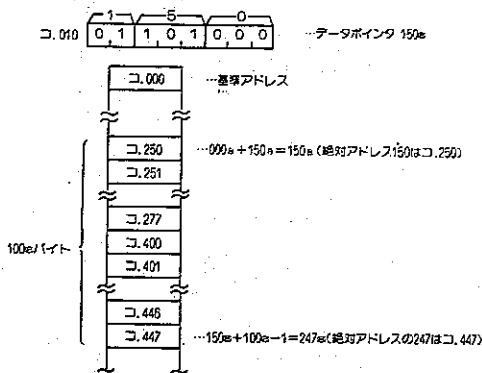 1 5 0
コ.010 0 1 1 0 1 0 0 0 …データポインタ 150₈
コ.000 …基準アドレス
コ.250 …000₈+150₈=150₈(絶対アドレス150はコ.250)
コ.251
コ.277
100₈バイト
コ.400
コ.401
コ.446
コ.447 …150₈+100₈-1=247₈(絶対アドレスの247はコ.447)